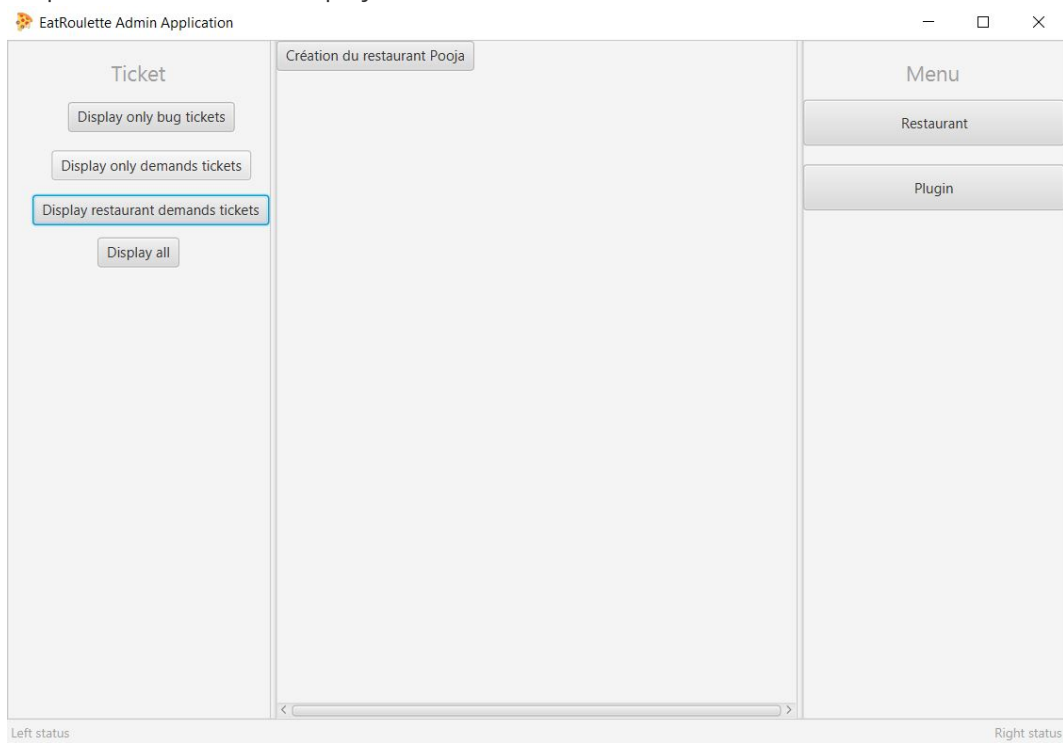 EatRoulette Admin Application
Ticket
Display only bug tickets
Display only demands tickets
Display restaurant demands tickets
Display all
Création du restaurant Pooja
Menu
Restaurant
Plugin
Left status
Right status